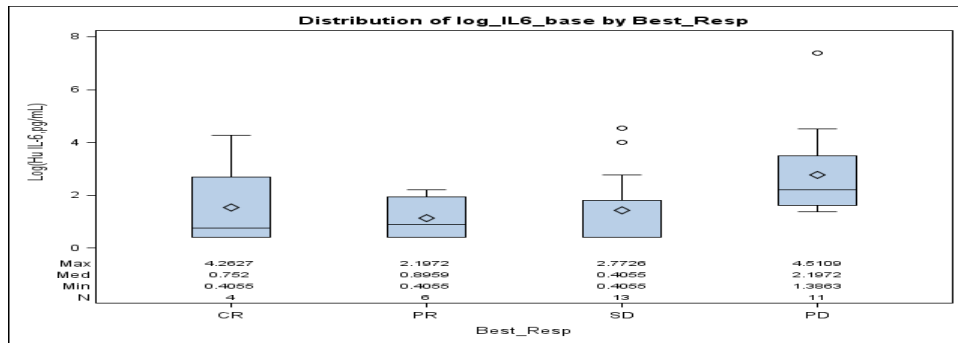 Distribution of log_IL6_base by Best_Resp
Log(Hu IL-6,pg/mL)
8
6
4
2
0
Max 4.2627 2.1972 2.7726 4.5109
Med 0.752 0.8959 0.4055 2.1972
Min 0.4055 0.4055 0.4055 1.3863
N 4 6 13 11
CR PR SD PD
Best_Resp